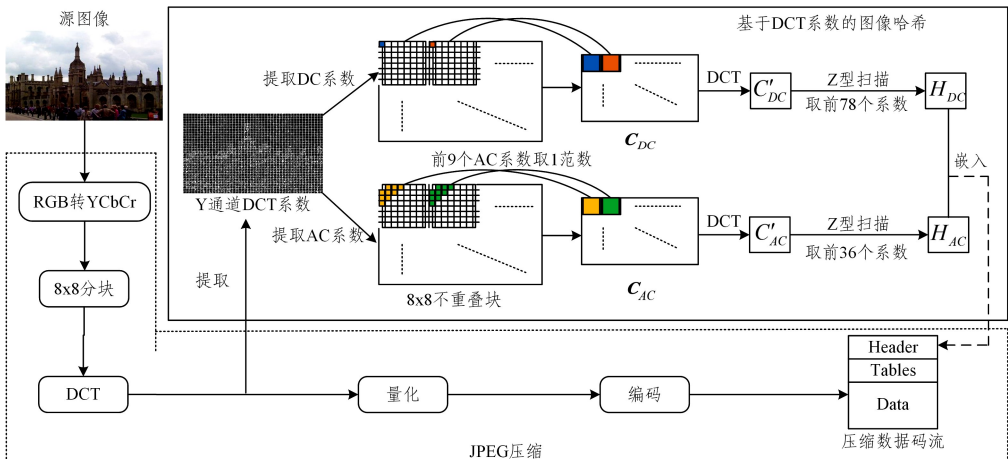 源图像
基于DCT系数的图像哈希
提取DC系数
DCT
C'DC
Z型扫描
取前78个系数
HDC
CDC
嵌入
前9个AC系数取1范数
RGB转YCbCr
Y通道DCT系数
提取AC系数
DCT
C'AC
Z型扫描
取前36个系数
HAC
CAC
提取
8x8分块
8x8不重叠块
Header
Tables
Data
DCT
量化
编码
压缩数据码流
JPEG压缩